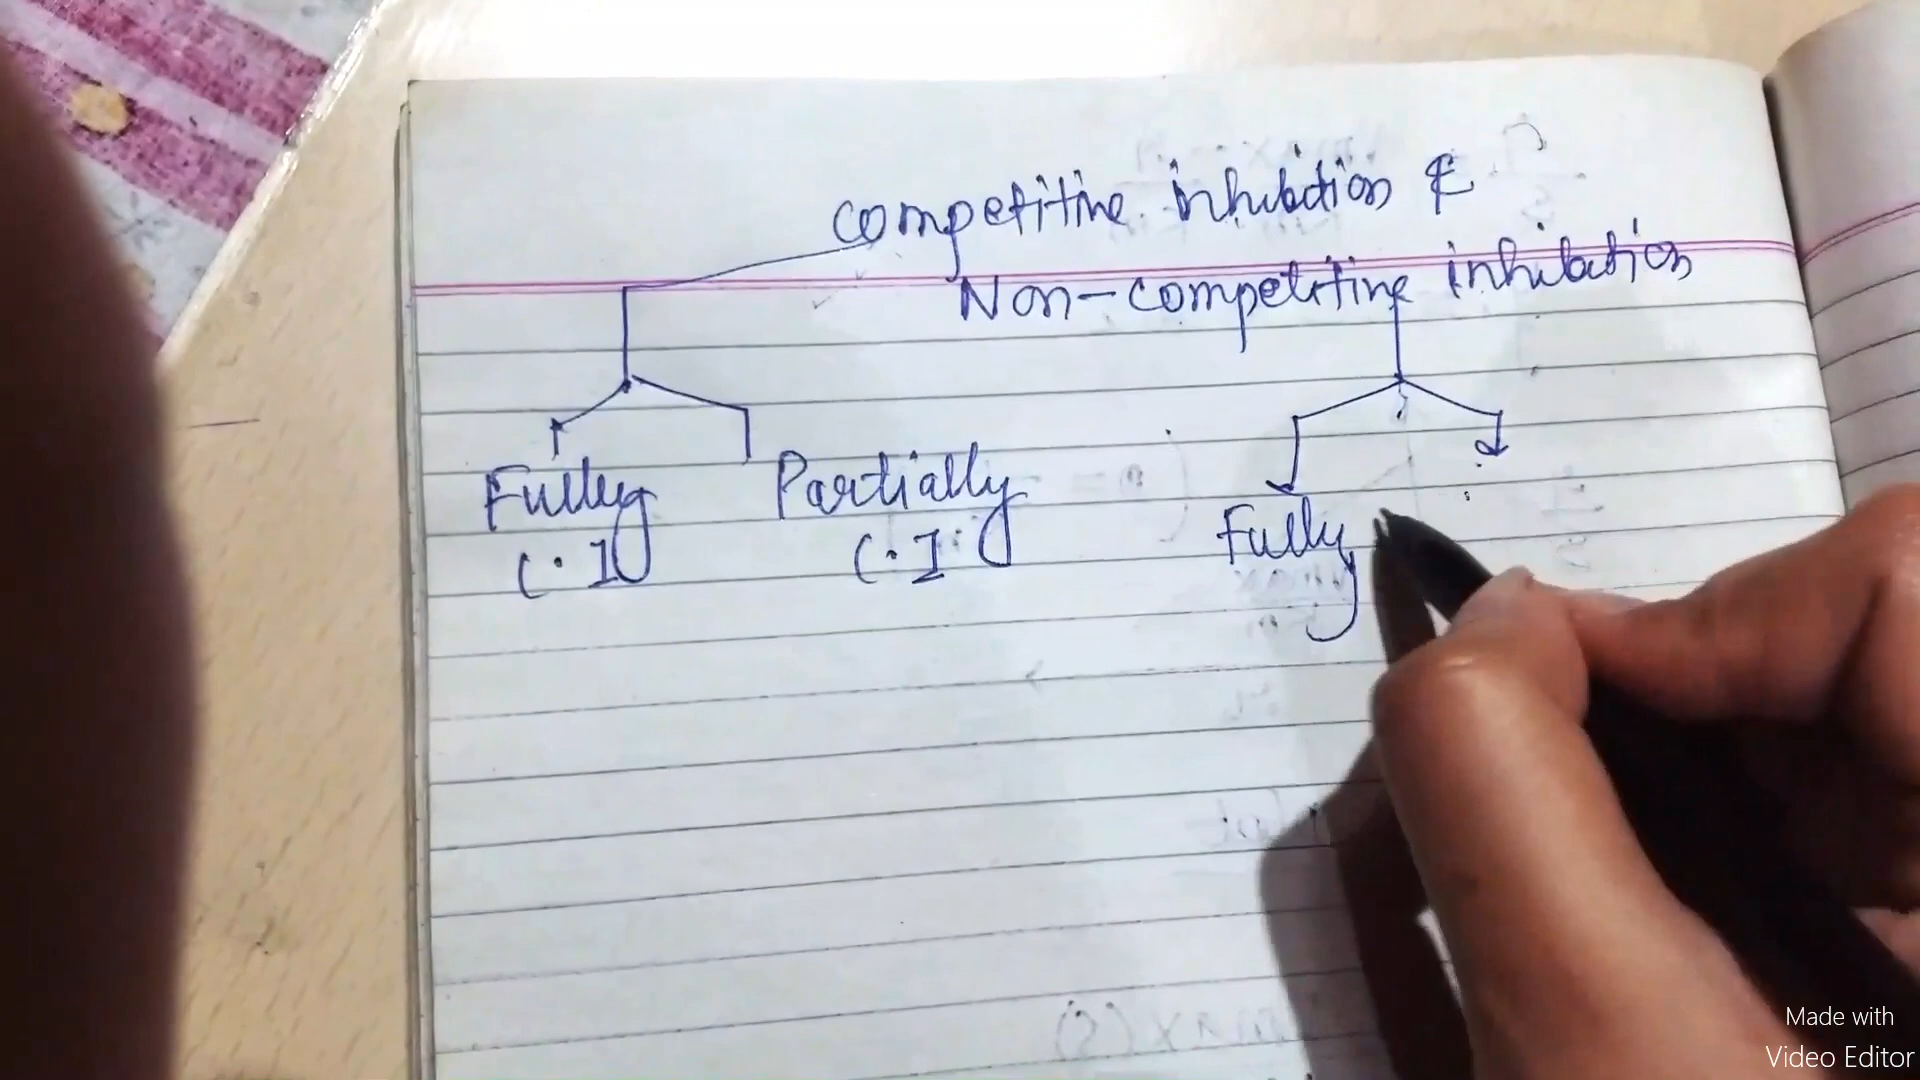 competitive inhibition &
Non-competitive inhibition
Fully
C.I
Partially
C.I
Fully
Made with
Video Editor